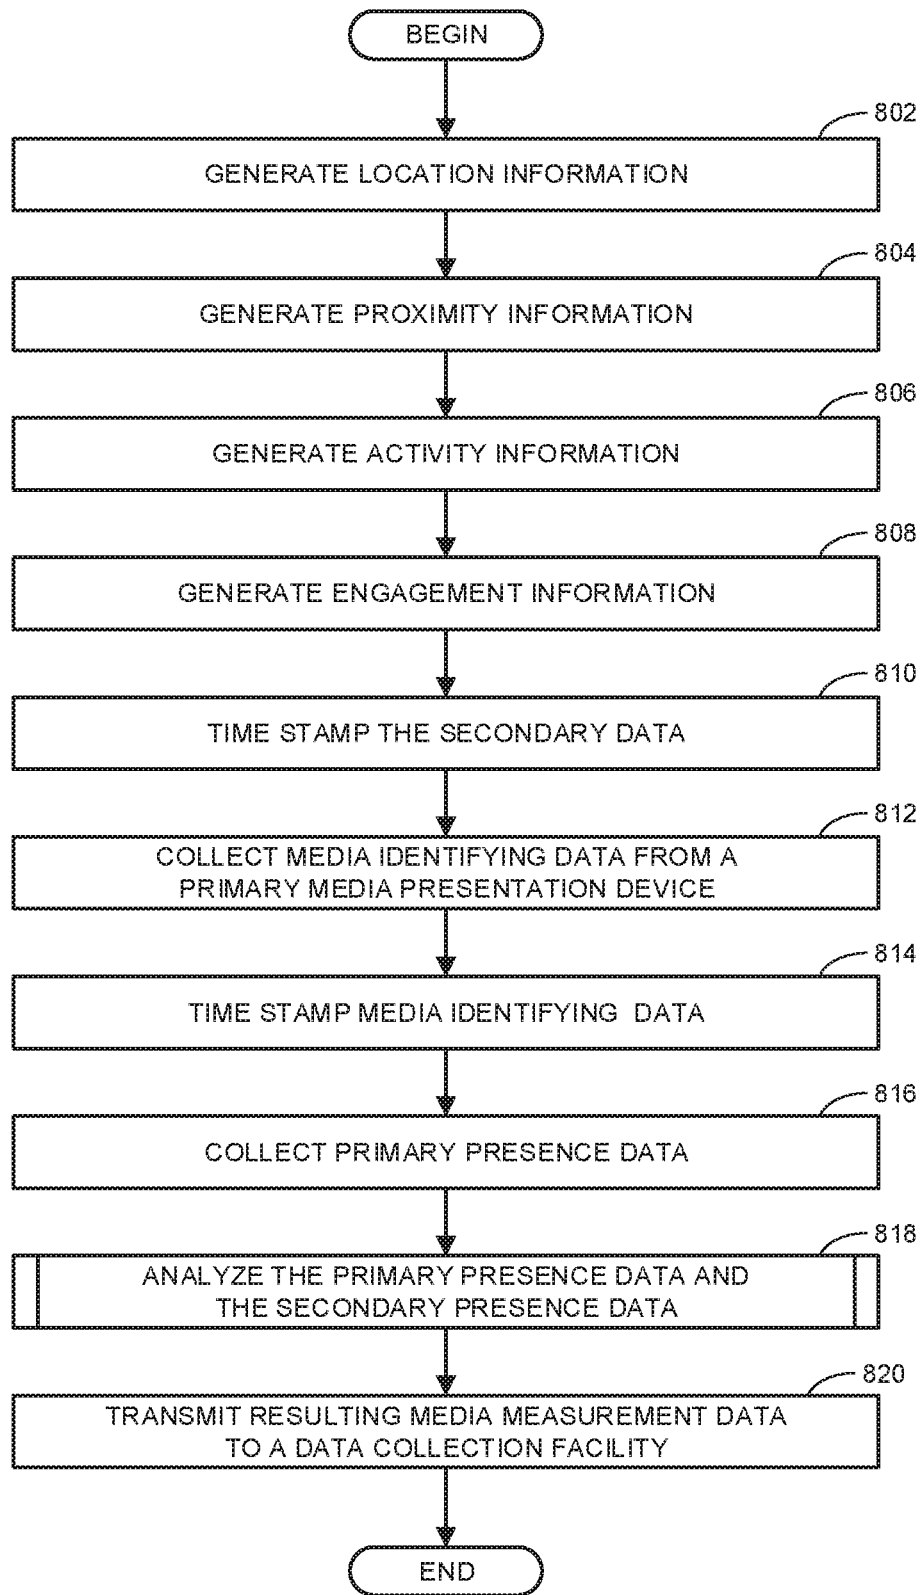 BEGIN
802
GENERATE LOCATION INFORMATION
804
GENERATE PROXIMITY INFORMATION
806
GENERATE ACTIVITY INFORMATION
808
GENERATE ENGAGEMENT INFORMATION
810
TIME STAMP THE SECONDARY DATA
812
COLLECT MEDIA IDENTIFYING DATA FROM A
PRIMARY MEDIA PRESENTATION DEVICE
814
TIME STAMP MEDIA IDENTIFYING DATA
816
COLLECT PRIMARY PRESENCE DATA
818
ANALYZE THE PRIMARY PRESENCE DATA AND
THE SECONDARY PRESENCE DATA
820
TRANSMIT RESULTING MEDIA MEASUREMENT DATA
TO A DATA COLLECTION FACILITY
END